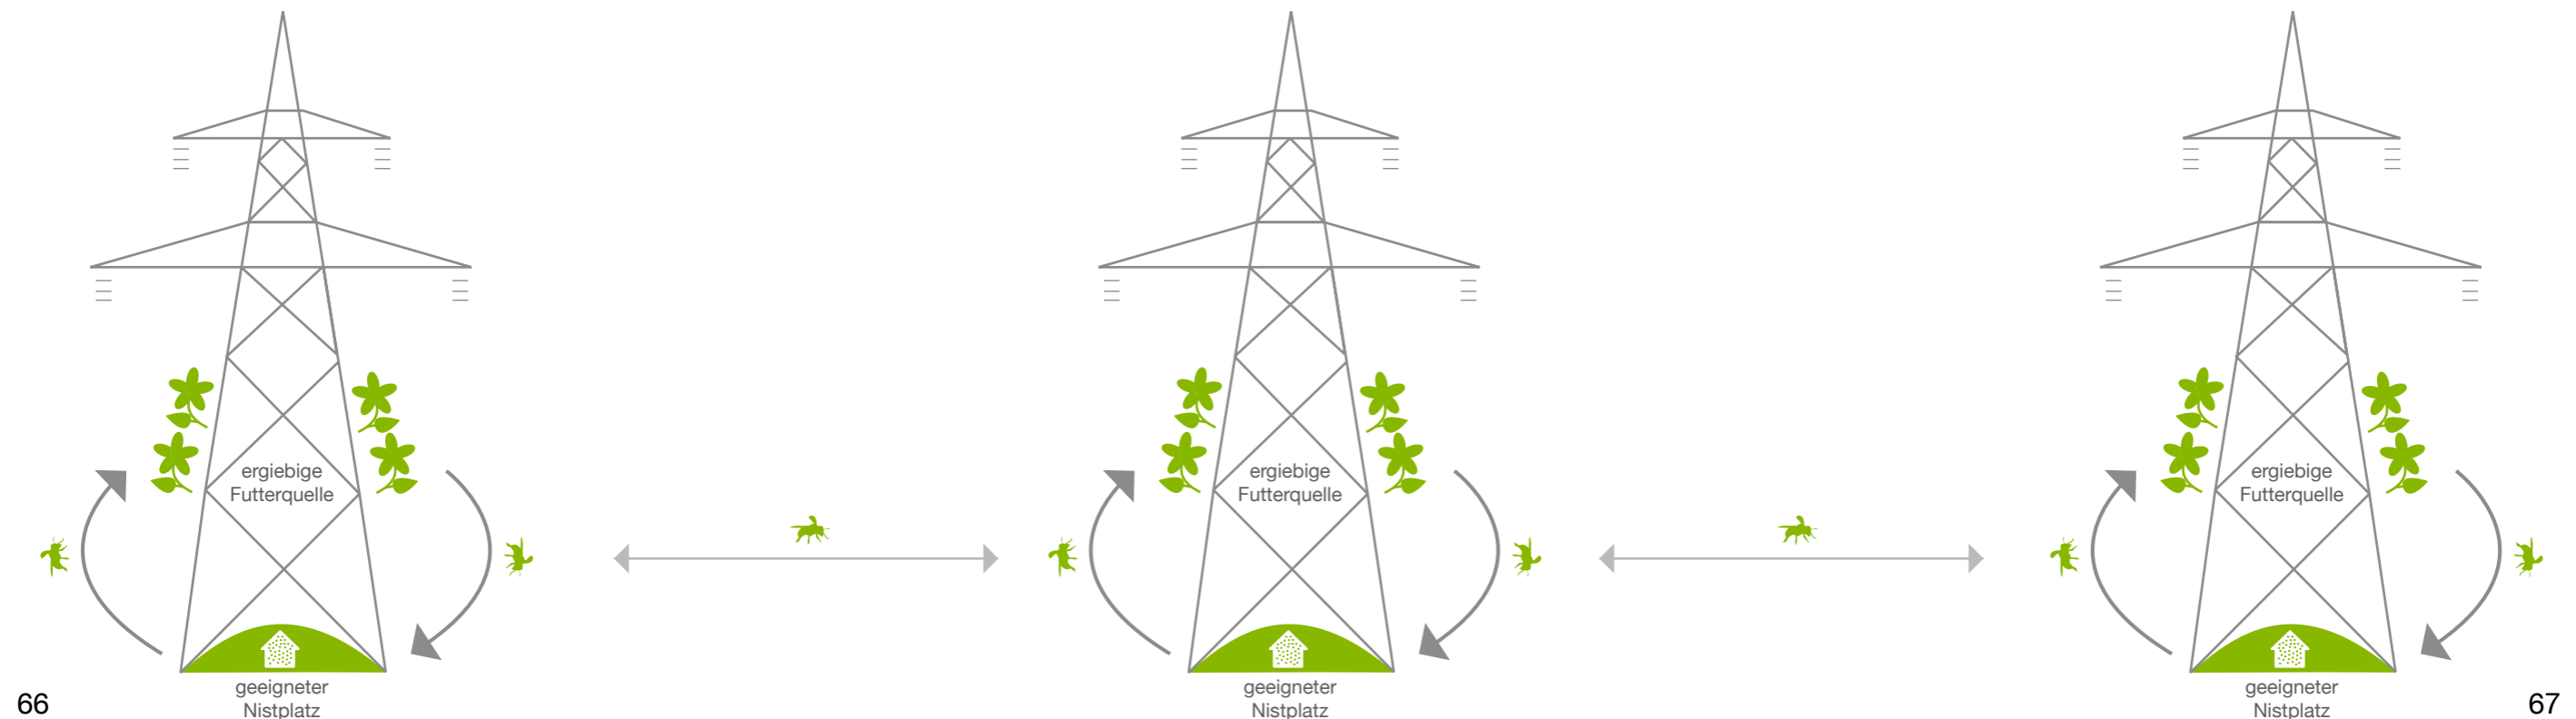 ergiebige
Futterquelle
geeigneter
Nistplatz
ergiebige
Futterquelle
geeigneter
Nistplatz
ergiebige
Futterquelle
geeigneter
Nistplatz
66
67